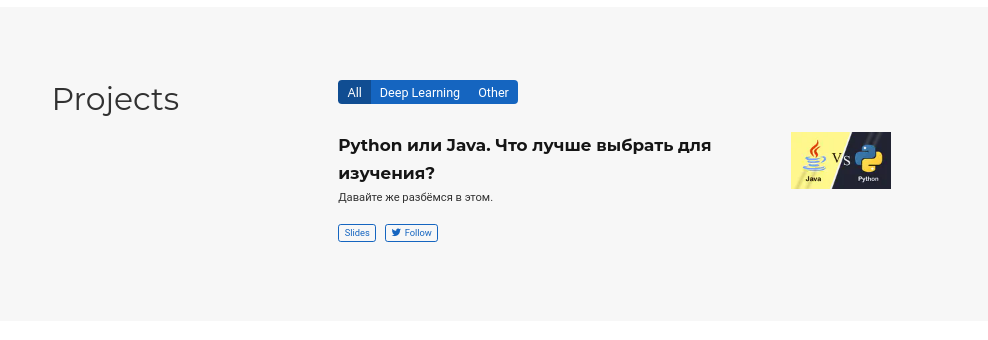 Projects
All Deep Learning Other
Python или Java. Что лучше выбрать для
изучения?
Давайте же разбёмся в этом.
Slides Follow
VS
Java Python